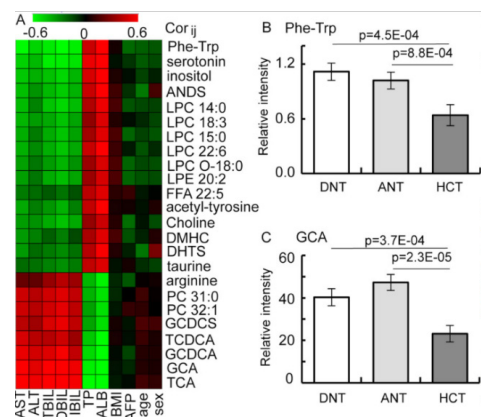 A
Cor ij
-0.6 0 0.6
Phe-Trp
serotonin
inositol
ANDS
LPC 14:0
LPC 18:3
LPC 15:0
LPC 22:6
LPC O-18:0
LPE 20:2
FFA 22:5
acetyl-tyrosine
Choline
DMHC
DHTS
taurine
arginine
PC 31:0
PC 32:1
GCDCS
TCDCA
GCDCA
GCA
TCA
AST
ALT
TBIL
DBIL
IBIL
TP
ALB
BMI
AFP
age
sex
B Phe-Trp
p=4.5E-04
p=8.8E-04
Relative intensity
1.2
0.6
0.0
DNT ANT HCT
C GCA
p=3.7E-04
p=2.3E-05
Relative intensity
60
40
20
0
DNT ANT HCT